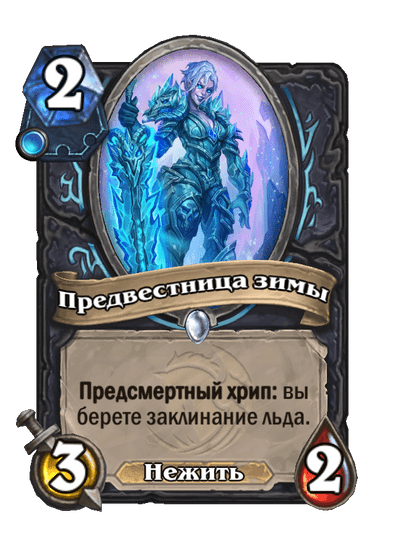 2
Предвестница зимы
Предсмертный хрип: вы
берете заклинание льда.
3
Нежить
2